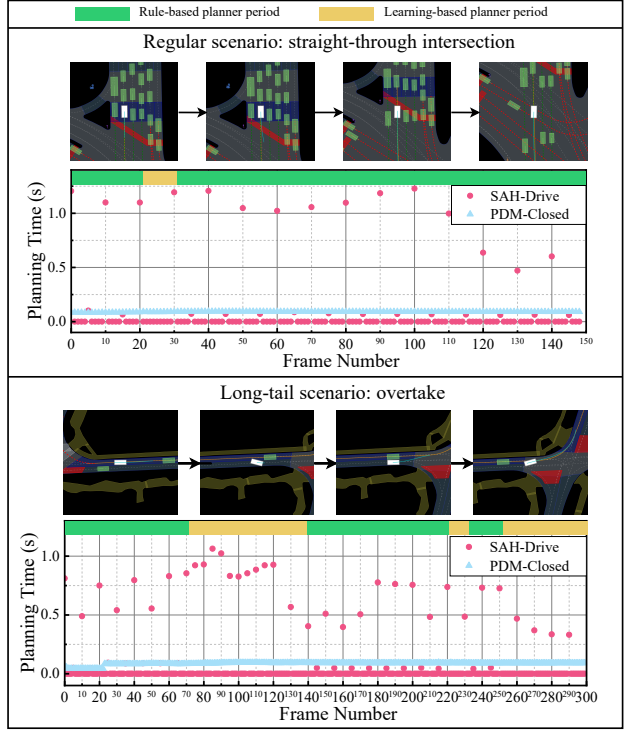 Rule-based planner period
Learning-based planner period
Regular scenario: straight-through intersection
SAH-Drive
PDM-Closed
Planning Time (s)
1.0
0.5
0.0
0 10 20 30 40 50 60 70 80 90 100 110 120 130 140 150
Frame Number
Long-tail scenario: overtake
SAH-Drive
PDM-Closed
Planning Time (s)
1.0
0.5
0.0
0 10 20 30 40 50 60 70 80 90 100 110 120 130 140 150 160 170 180 190 200 210 220 230 240 250 260 270 280 290 300
Frame Number